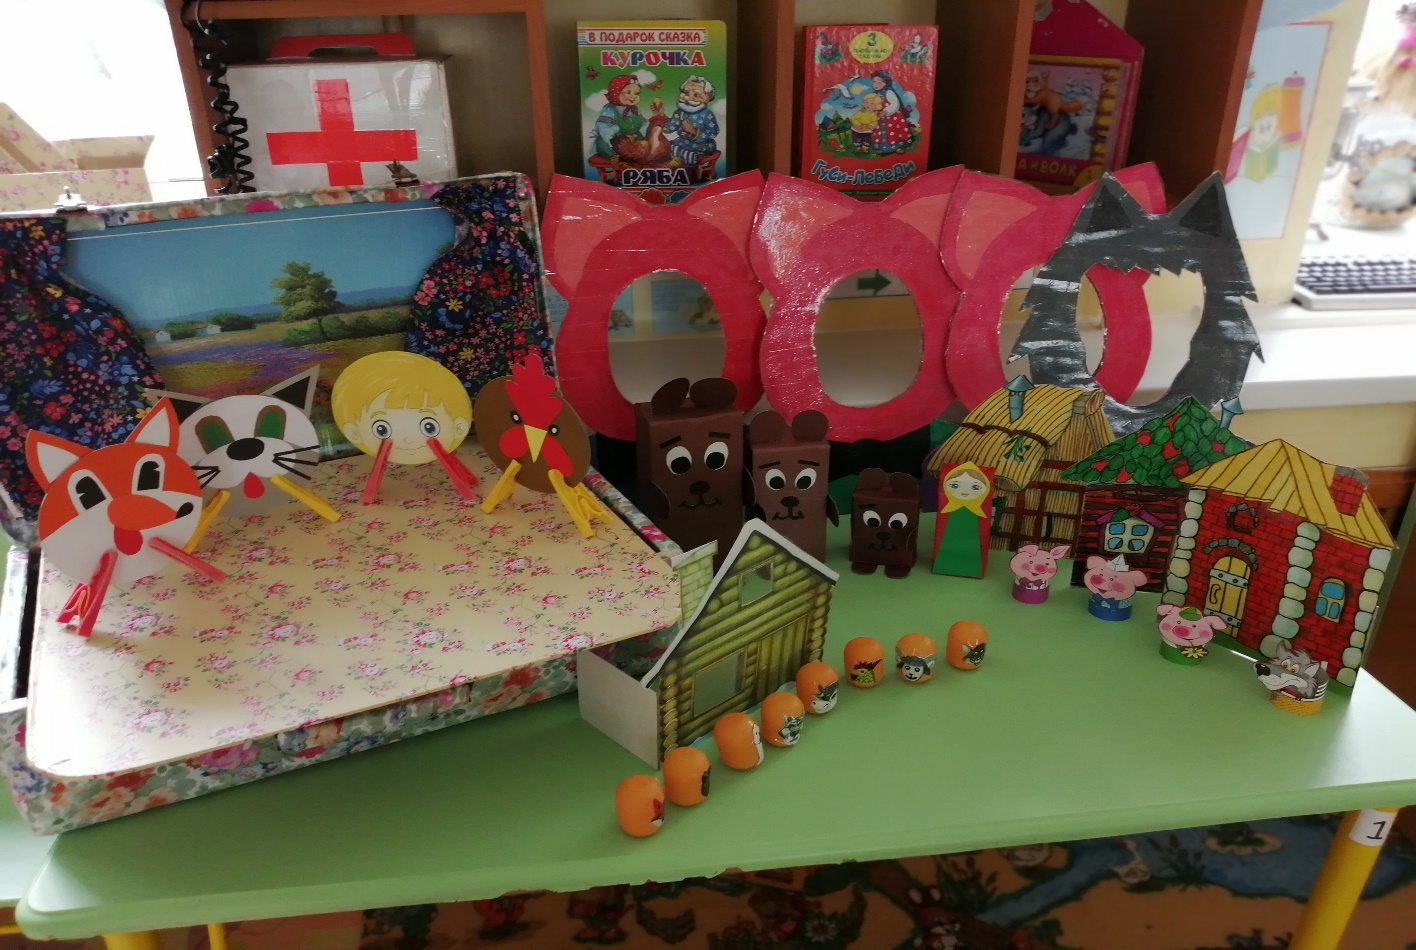 В ПОДАРОК СКАЗКА
КУРОЧКА
РЯБА
3
ГУСИ-ЛЕБЕДИ
А И ВОЛК
1